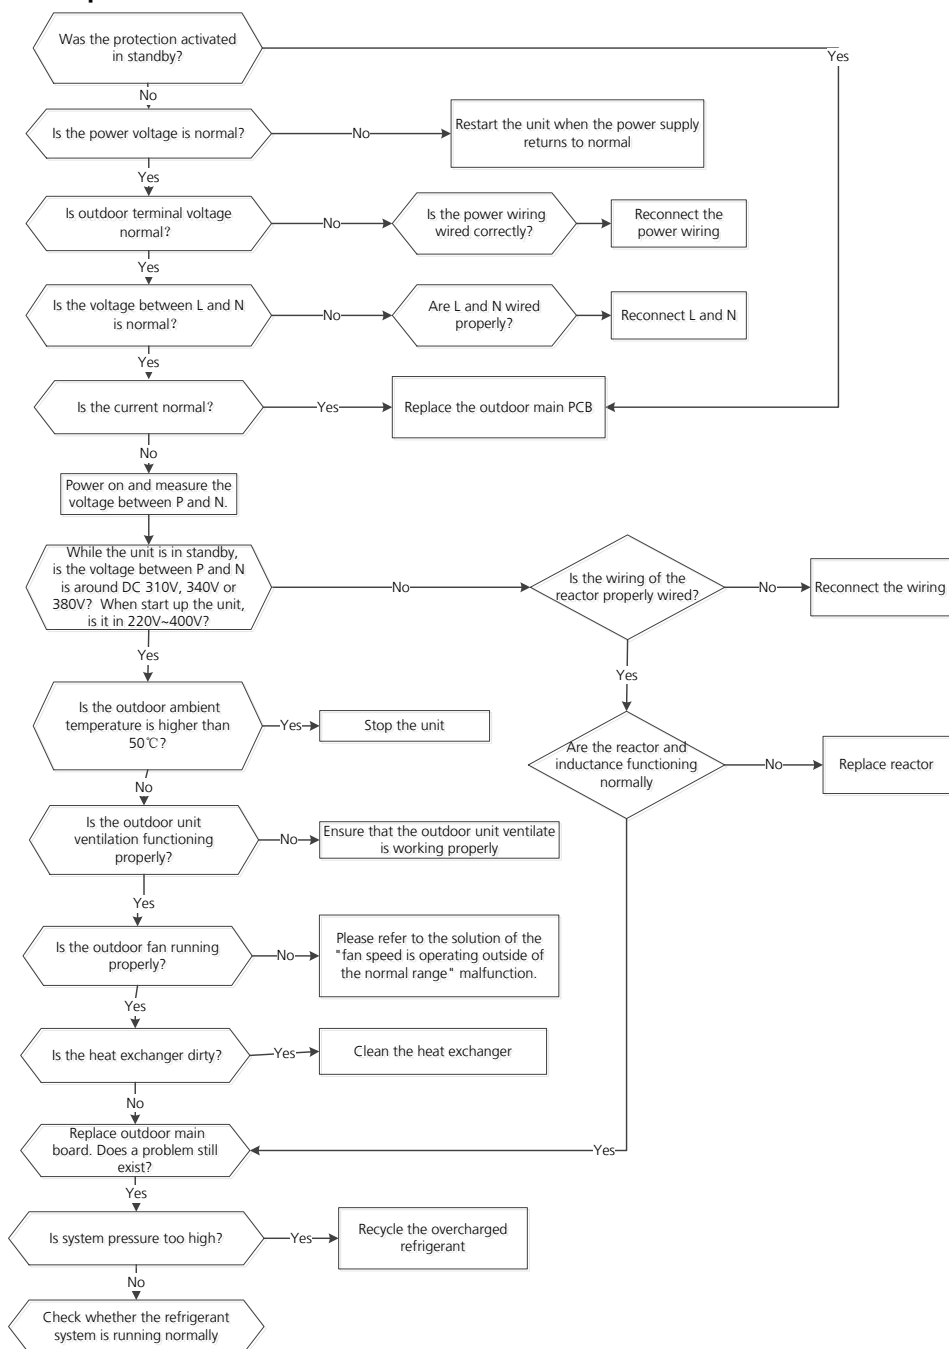 Was the protection activated
in standby?
Yes
No
Is the power voltage is normal?
No
Restart the unit when the power supply
returns to normal
Yes
Is outdoor terminal voltage
normal?
No
Is the power wiring
wired correctly?
Reconnect the
power wiring
Yes
Is the voltage between L and N
is normal?
No
Are L and N wired
properly?
Reconnect L and N
Yes
Is the current normal?
Yes
Replace the outdoor main PCB
No
Power on and measure the
voltage between P and N.
While the unit is in standby,
is the voltage between P and N
is around DC 310V, 340V or
380V? When start up the unit,
is it in 220V~400V?
No
Is the wiring of the
reactor properly wired?
No
Reconnect the wiring
Yes
Yes
Is the outdoor ambient
temperature is higher than
50℃?
Yes
Stop the unit
Are the reactor and
inductance functioning
normally
No
Replace reactor
No
Is the outdoor unit
ventilation functioning
properly?
No
Ensure that the outdoor unit ventilate
is working properly
Yes
Is the outdoor fan running
properly?
No
Please refer to the solution of the
"fan speed is operating outside of
the normal range" malfunction.
Yes
Is the heat exchanger dirty?
Yes
Clean the heat exchanger
No
Replace outdoor main
board. Does a problem still
exist?
Yes
Yes
Is system pressure too high?
Yes
Recycle the overcharged
refrigerant
No
Check whether the refrigerant
system is running normally